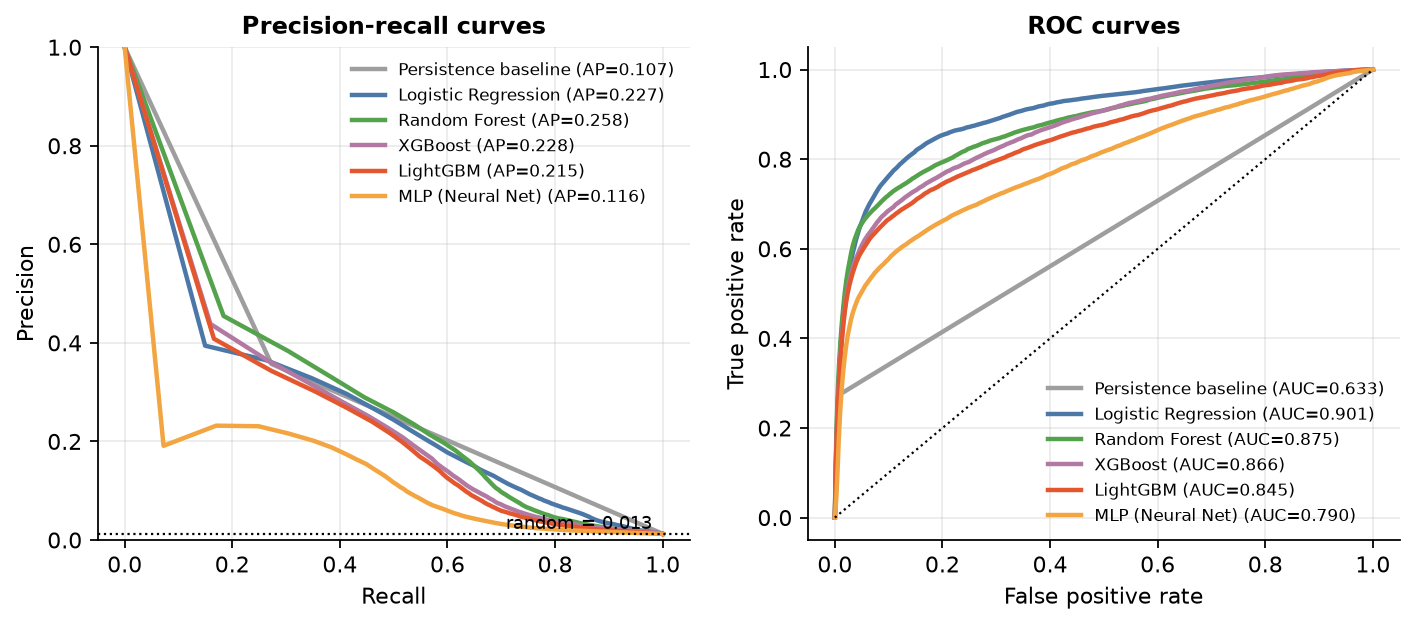 Precision-recall curves
1.0
0.8
0.6
0.4
0.2
0.0
Precision
Persistence baseline (AP=0.107)
Logistic Regression (AP=0.227)
Random Forest (AP=0.258)
XGBoost (AP=0.228)
LightGBM (AP=0.215)
MLP (Neural Net) (AP=0.116)
random = 0.013
0.0 0.2 0.4 0.6 0.8 1.0
Recall
ROC curves
1.0
0.8
0.6
0.4
0.2
0.0
True positive rate
Persistence baseline (AUC=0.633)
Logistic Regression (AUC=0.901)
Random Forest (AUC=0.875)
XGBoost (AUC=0.866)
LightGBM (AUC=0.845)
MLP (Neural Net) (AUC=0.790)
0.0 0.2 0.4 0.6 0.8 1.0
False positive rate